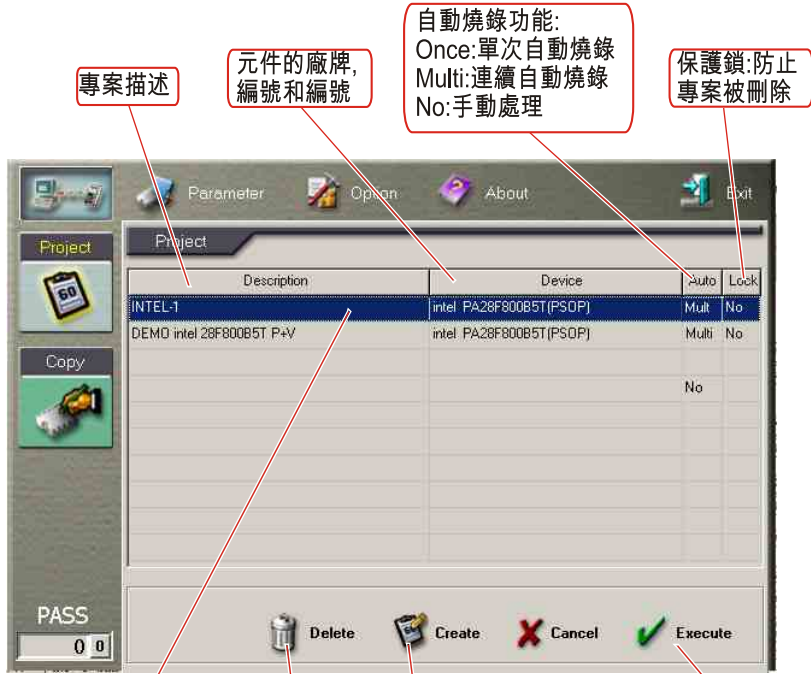 專案描述
元件的廠牌,
編號和編號
自動燒錄功能:
Once:單次自動燒錄
Multi:連續自動燒錄
No:手動處理
保護鎖:防止
專案被刪除
Parameter
Option
About
Exit
Project
Project
Description
Device
Auto
Lock
INTEL-1
intel PA28F800B5T(PSOP)
Mult
No
DEMO intel 28F800B5T P+V
intel PA28F800B5T(PSOP)
Multi
No
No
Copy
PASS
0
0
Delete
Create
Cancel
Execute